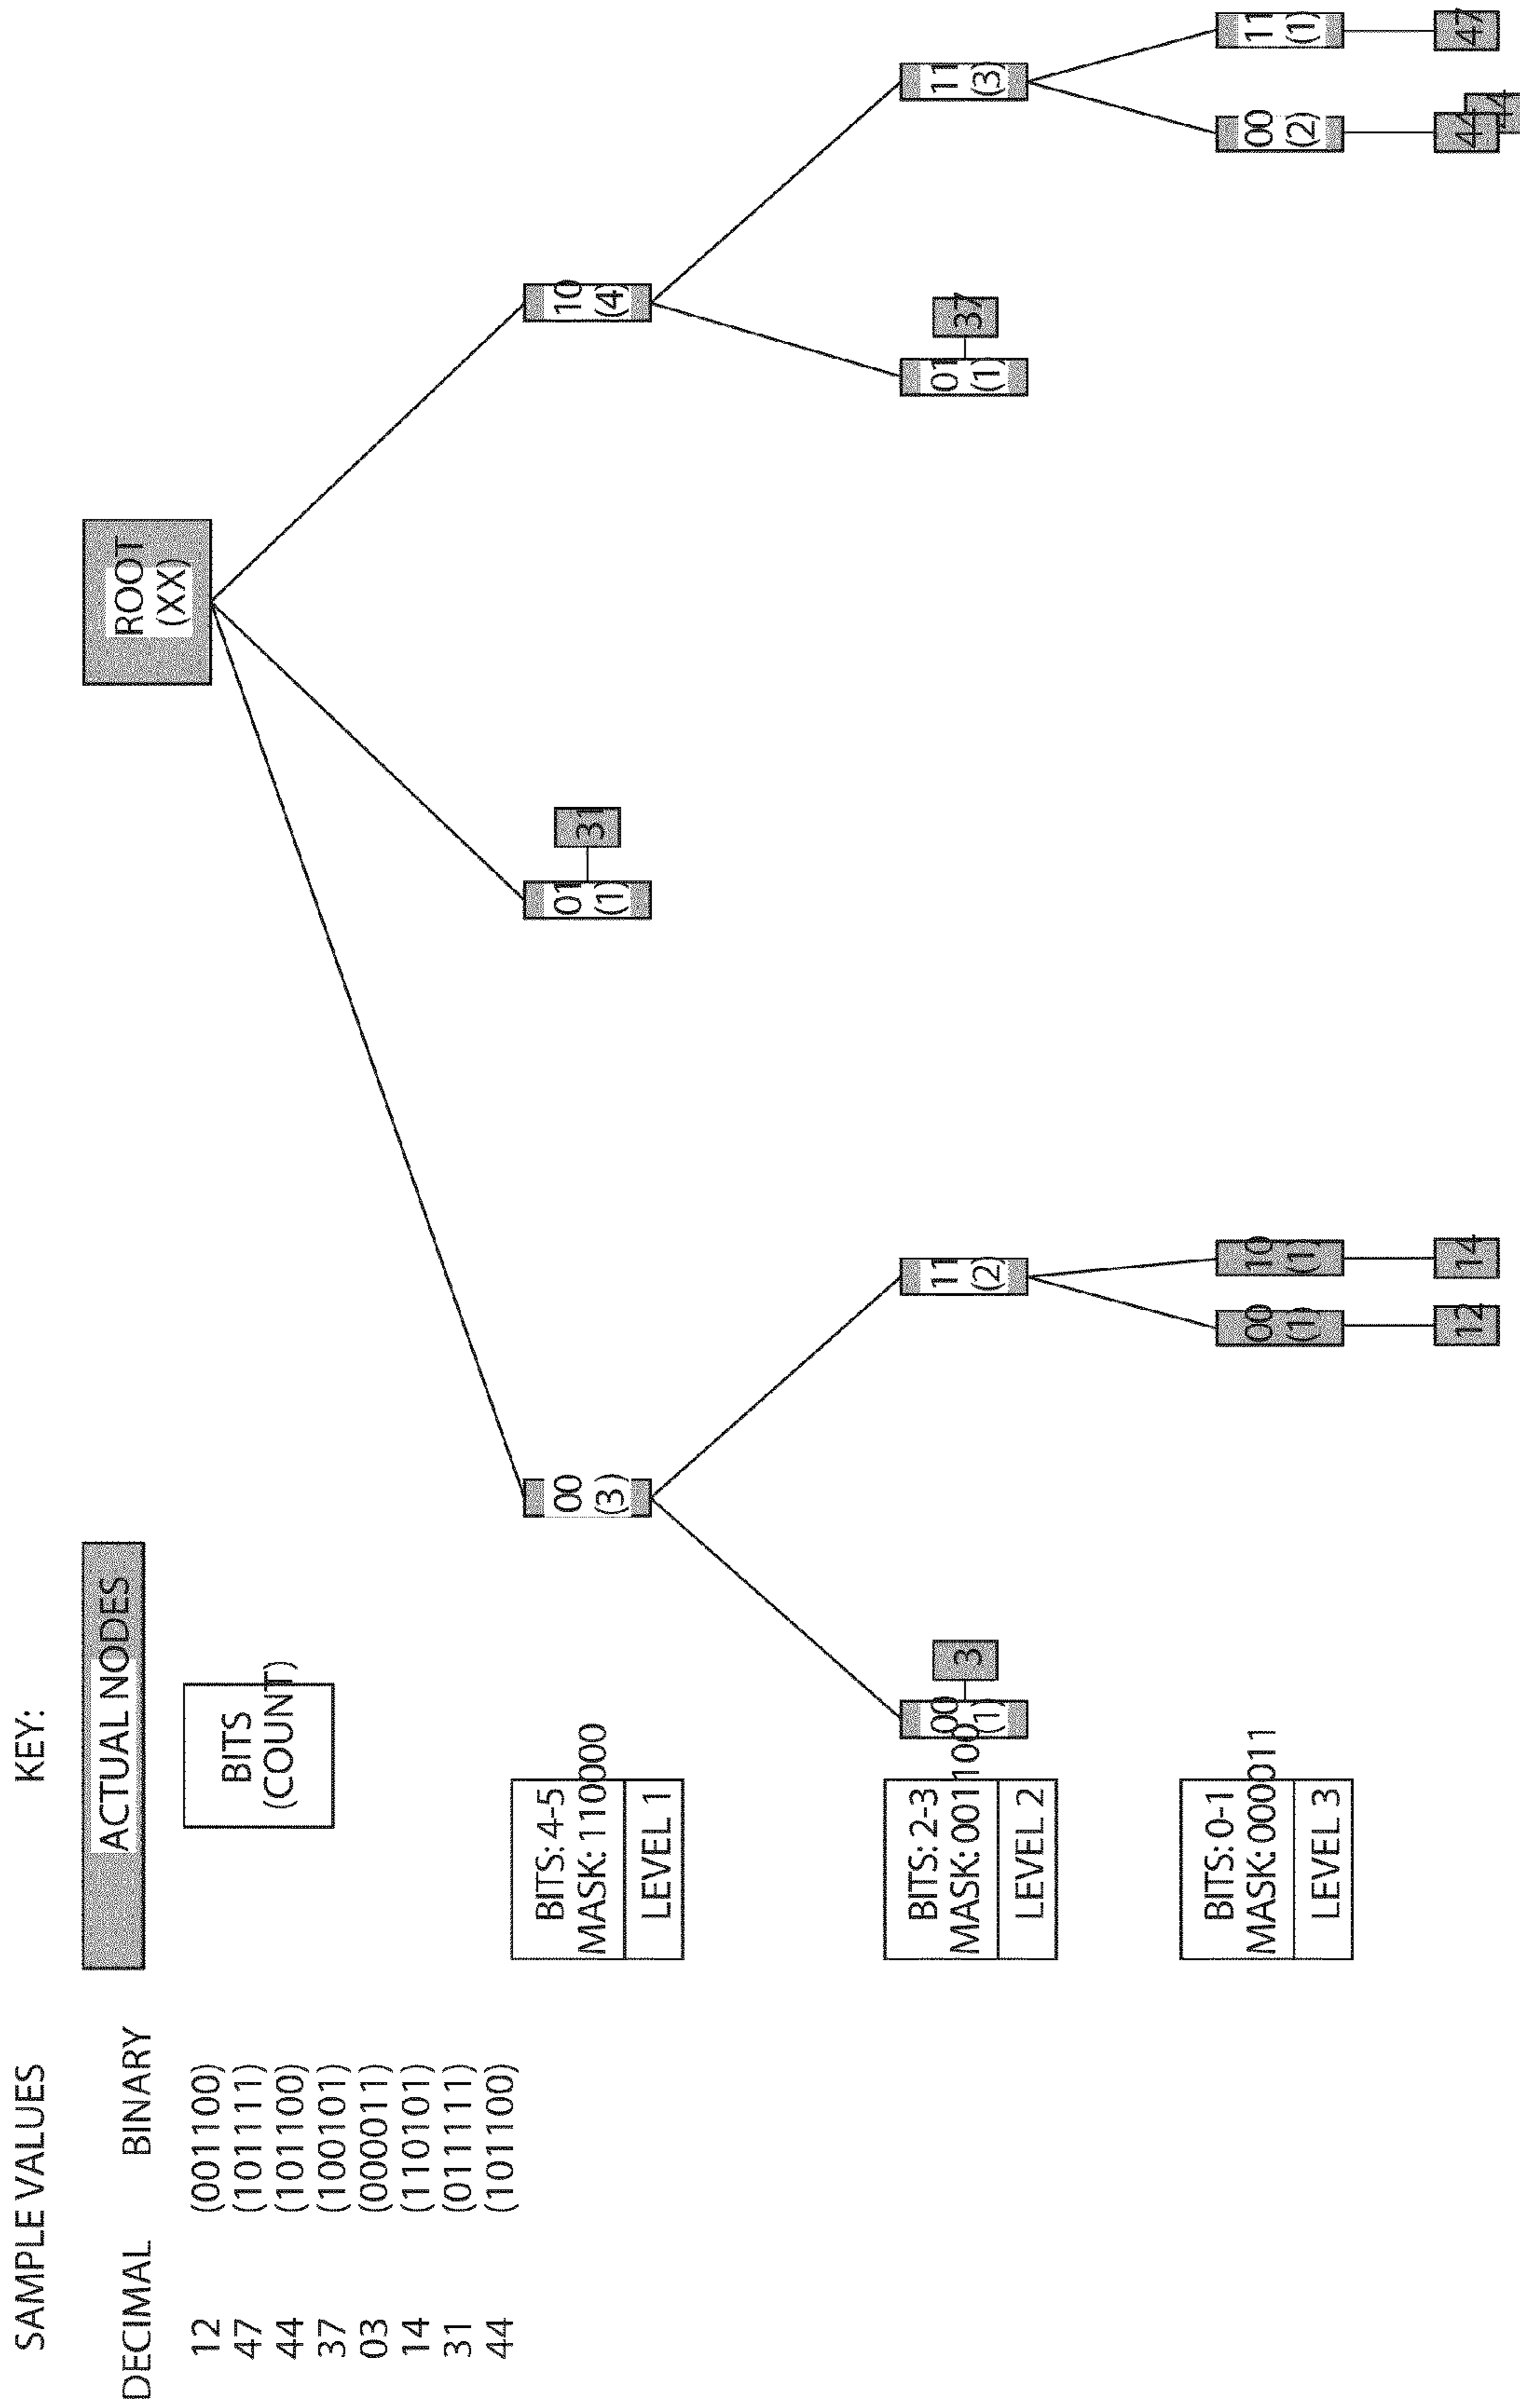 SAMPLE VALUES
DECIMAL BINARY
12 (001100)
47 (101111)
44 (101100)
37 (100101)
03 (000011)
14 (110101)
31 (011111)
44 (101100)
KEY:
ACTUAL NODES
BITS
(COUNT)
ROOT
(XX)
BITS: 4-5
MASK: 110000
LEVEL 1
00
(3)
01
(1)
31
10
(4)
BITS: 2-3
MASK: 001100
LEVEL 2
00
(1)
3
11
(2)
01
(1)
37
11
(3)
BITS: 0-1
MASK: 000011
LEVEL 3
00
(1)
10
(1)
00
(2)
11
(1)
12
14
44
44
47